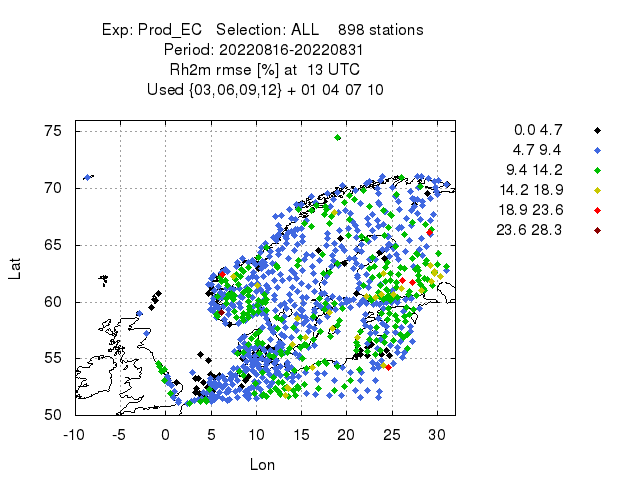 Exp: Prod_EC Selection: ALL 898 stations
Period: 20220816-20220831
Rh2m rmse [%] at 13 UTC
Used {03,06,09,12} + 01 04 07 10
75
70
65
60
55
50
Lat
-10 -5 0 5 10 15 20 25 30
Lon
0.0 4.7
4.7 9.4
9.4 14.2
14.2 18.9
18.9 23.6
23.6 28.3